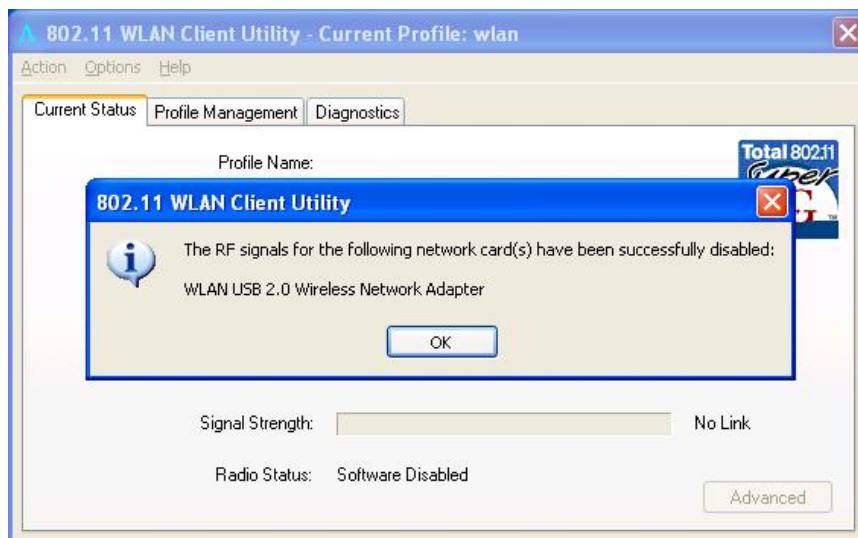 802.11 WLAN Client Utility - Current Profile: wlan
Action Options Help
Current Status Profile Management Diagnostics
Profile Name:
Total 802.11
Super
G
TM
802.11 WLAN Client Utility
The RF signals for the following network card(s) have been successfully disabled:
WLAN USB 2.0 Wireless Network Adapter
OK
Signal Strength: No Link
Radio Status: Software Disabled
Advanced